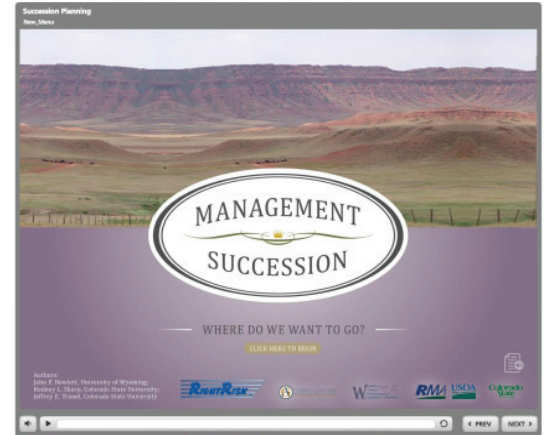 Succession Planning
New_Menu
MANAGEMENT
SUCCESSION
WHERE DO WE WANT TO GO?
CLICK HERE TO BEGIN
Authors:
John P. Hewlett, University of Wyoming;
Rodney L. Sharp, Colorado State University;
Jeffrey E. Tranel, Colorado State University
RIGHTRISK
RMA
USDA
Colorado
State
< PREV
NEXT >